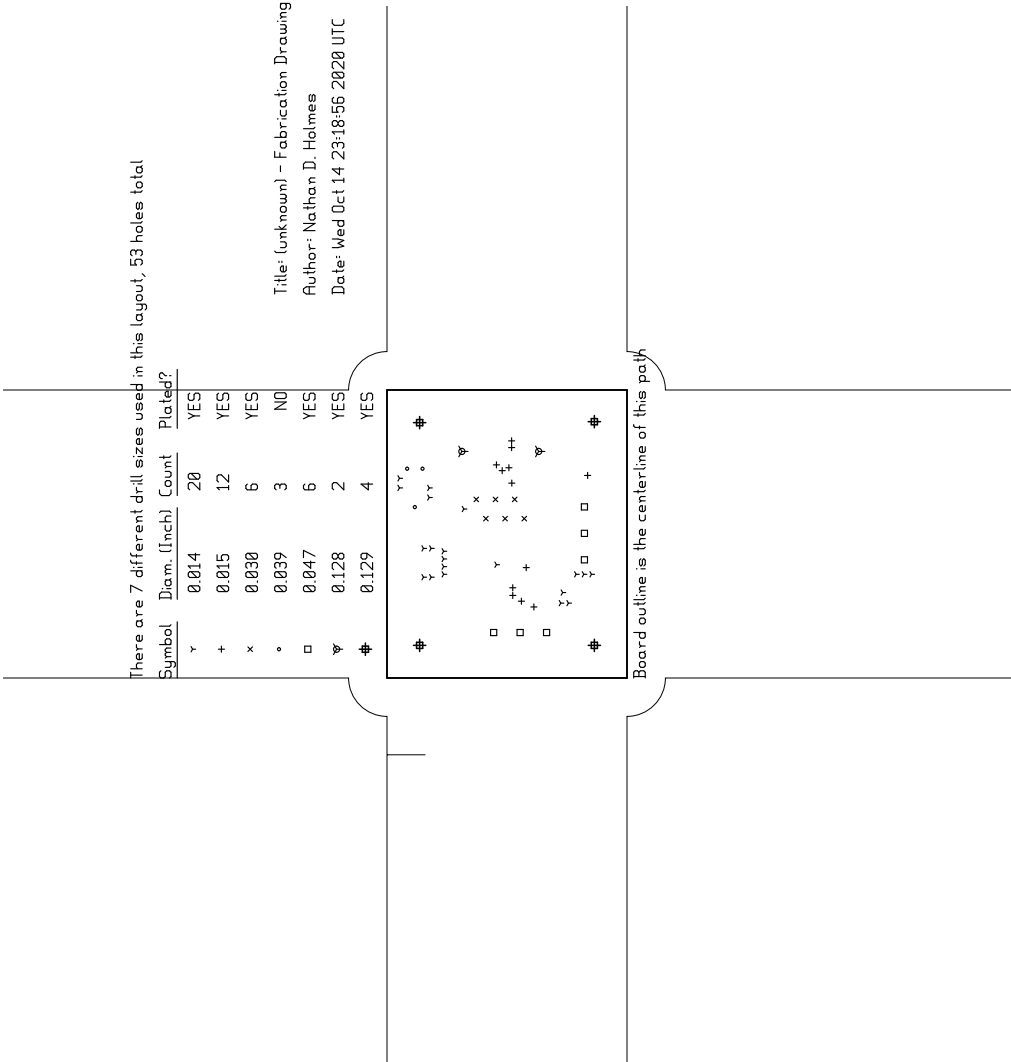 There are 7 different drill sizes used in this layout, 53 holes total
Symbol Diam. (Inch) Count Plated?
0.014 20 YES
0.015 12 YES
0.030 6 YES
0.039 3 NO
0.047 6 YES
0.128 2 YES
0.129 4 YES
Title: (unknown) - Fabrication Drawing
Author: Nathan D. Holmes
Date: Wed Oct 14 23:18:56 2020 UTC
Board outline is the centerline of this path